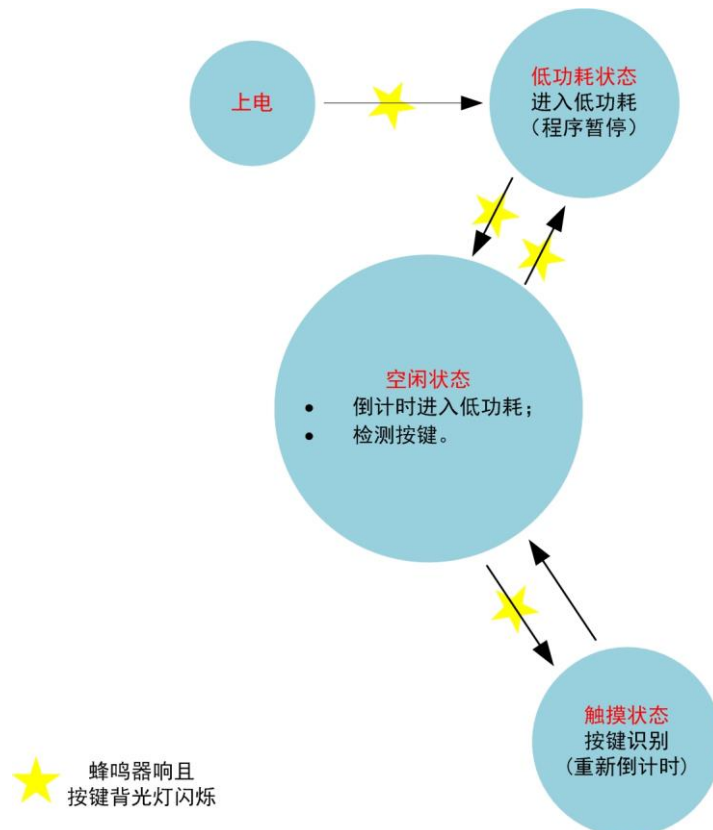 上电
低功耗状态
进入低功耗
（程序暂停）
空闲状态
• 倒计时进入低功耗；
• 检测按键。
触摸状态
按键识别
(重新倒计时)
蜂鸣器响且
按键背光灯闪烁